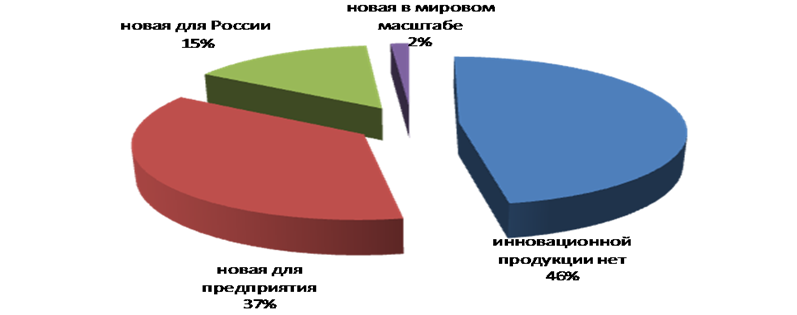 новая для России
15%
новая в мировом
масштабе
2%
инновационной
продукции нет
46%
новая для
предприятия
37%